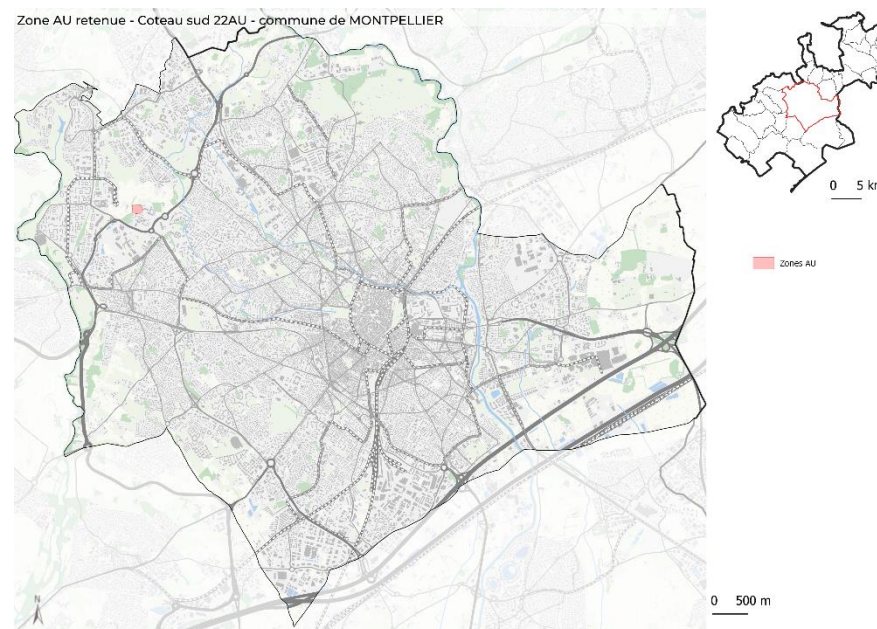 Zone AU retenue - Coteau sud 22AU - commune de MONTPELLIER
0 5 km
Zones AU
N
0 500 m